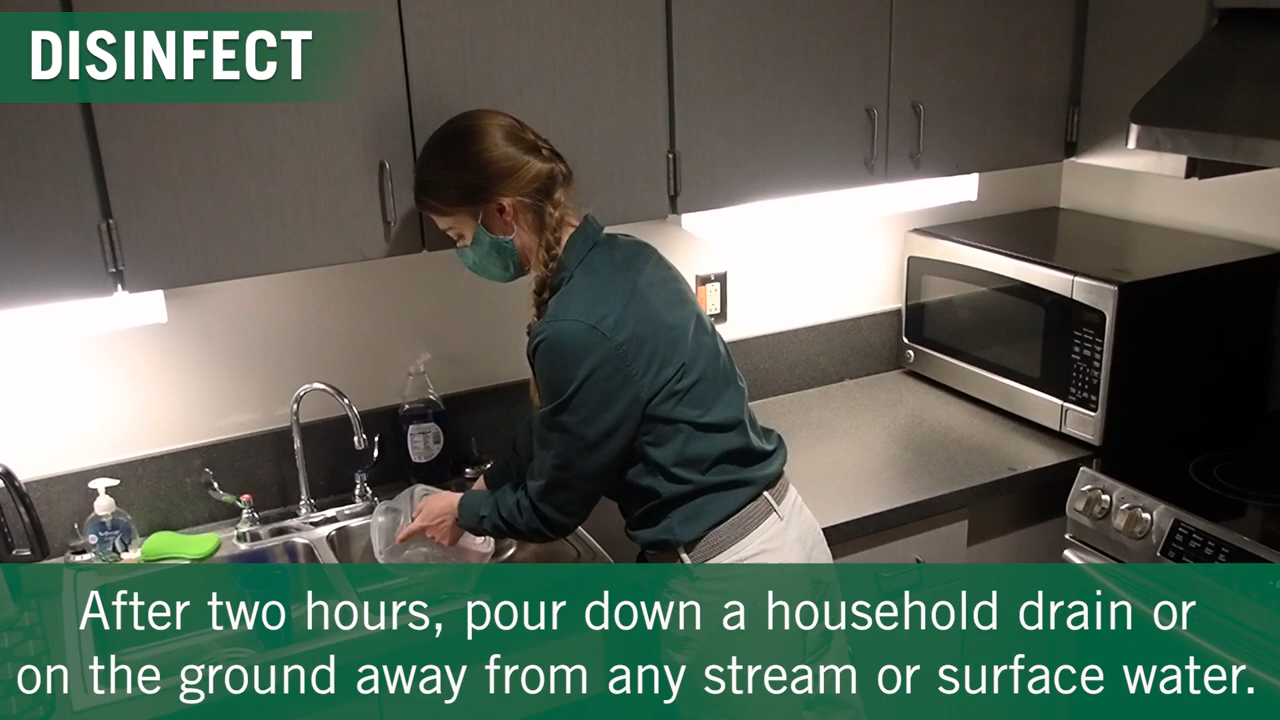 DISINFECT
After two hours, pour down a household drain or
on the ground away from any stream or surface water.